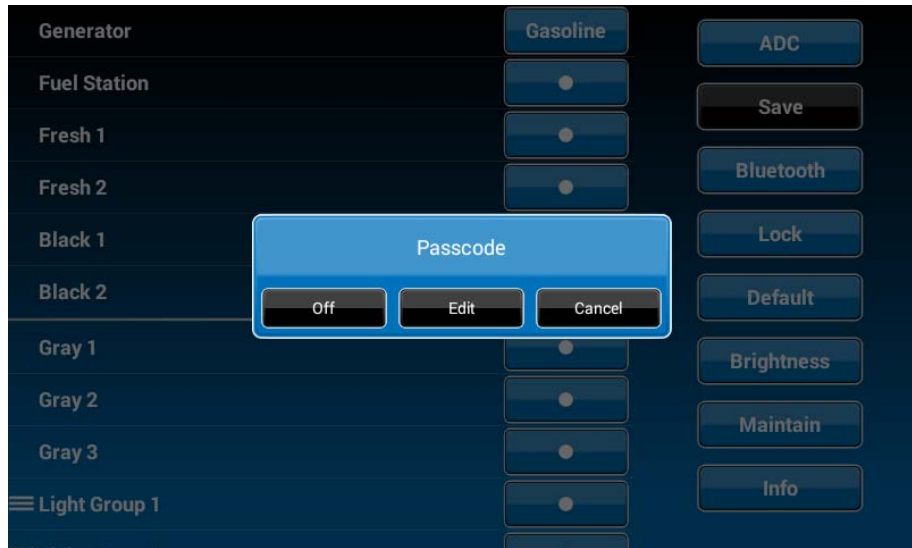 Generator
Gasoline
Fuel Station
Fresh 1
Fresh 2
Black 1
Black 2
Gray 1
Gray 2
Gray 3
Light Group 1
Passcode
Off
Edit
Cancel
ADC
Save
Bluetooth
Lock
Default
Brightness
Maintain
Info